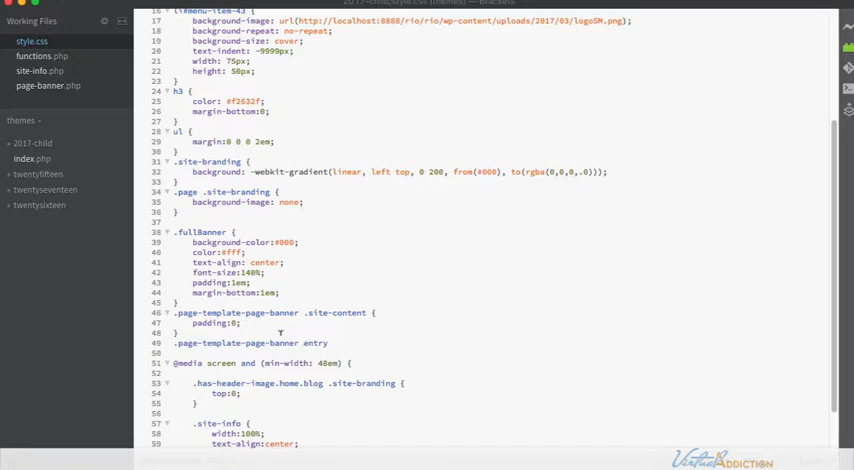 2017-child/style.css (themes) — Brackets
Working Files
style.css
functions.php
site-info.php
page-banner.php
themes
2017-child
index.php
twentyfifteen
twentyseventeen
twentysixteen
16 li#menu-item-43 {
17 background-image: url(http://localhost:8888/rio/rio/wp-content/uploads/2017/03/logoSM.png);
18 background-repeat: no-repeat;
19 background-size: cover;
20 text-indent: -9999px;
21 width: 75px;
22 height: 50px;
23 }
24 h3 {
25 color: #f2632f;
26 margin-bottom:0;
27 }
28 ul {
29 margin:0 0 0 2em;
30 }
31 .site-branding {
32 background: -webkit-gradient(linear, left top, 0 200, from(#000), to(rgba(0,0,0,.0)));
33 }
34 .page .site-branding {
35 background-image: none;
36 }
37
38 .fullBanner {
39 background-color:#000;
40 color:#fff;
41 text-align: center;
42 font-size:140%;
43 padding:1em;
44 margin-bottom:1em;
45 }
46 .page-template-page-banner .site-content {
47 padding:0;
48 }
49 .page-template-page-banner .entry
50
51 @media screen and (min-width: 48em) {
52
53 .has-header-image.home.blog .site-branding {
54 top:0;
55 }
56
57 .site-info {
58 width:100%;
59 text-align:center;
Virtual ADDICTION